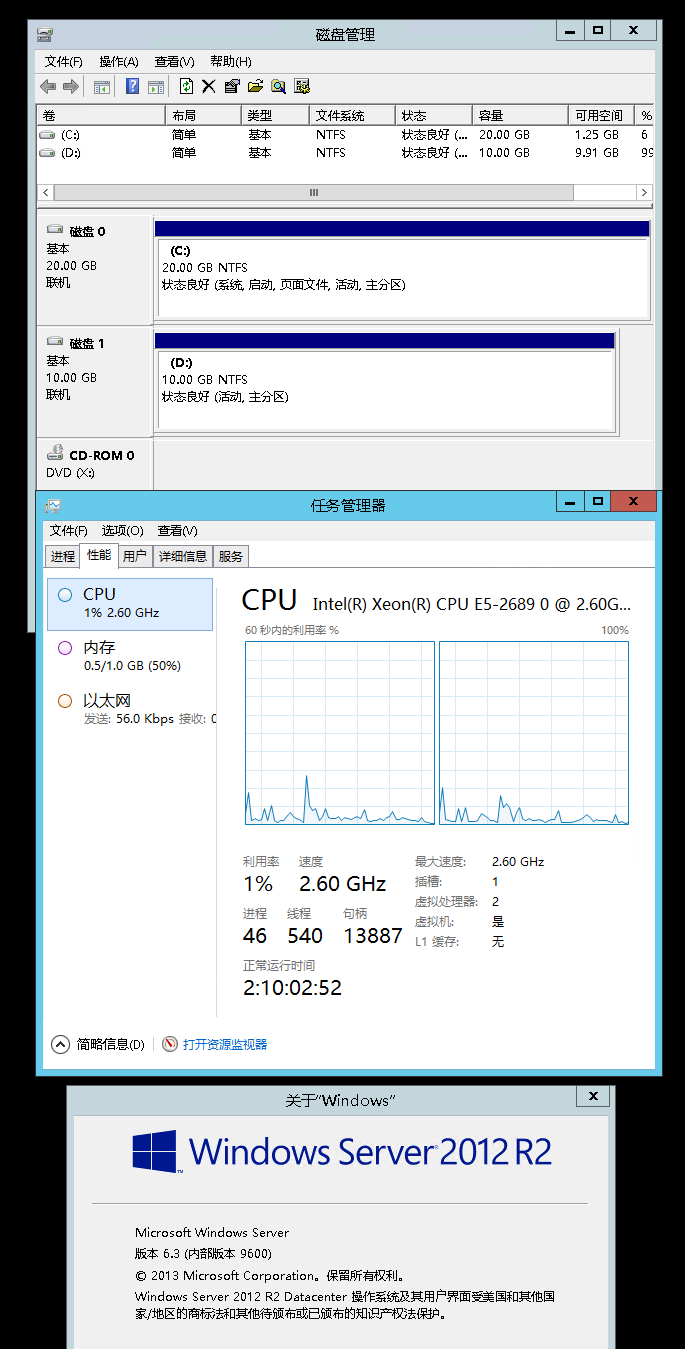 磁盘管理
文件(F) 操作(A) 查看(V) 帮助(H)
卷 布局 类型 文件系统 状态 容量 可用空间 %
(C:) 简单 基本 NTFS 状态良好 (... 20.00 GB 1.25 GB 6
(D:) 简单 基本 NTFS 状态良好 (... 10.00 GB 9.91 GB 99
磁盘 0
基本
20.00 GB
联机
(C:)
20.00 GB NTFS
状态良好 (系统, 启动, 页面文件, 活动, 主分区)
磁盘 1
基本
10.00 GB
联机
(D:)
10.00 GB NTFS
状态良好 (活动, 主分区)
CD-ROM 0
DVD (X:)
任务管理器
文件(F) 选项(O) 查看(V)
进程 性能 用户 详细信息 服务
CPU
1% 2.60 GHz
内存
0.5/1.0 GB (50%)
以太网
发送: 56.0 Kbps 接收: 0
CPU Intel(R) Xeon(R) CPU E5-2689 0 @ 2.60G...
60 秒内的利用率 % 100%
利用率 速度
1% 2.60 GHz
进程 线程 句柄
46 540 13887
正常运行时间
2:10:02:52
最大速度: 2.60 GHz
插槽: 1
虚拟处理器: 2
虚拟机: 是
L1 缓存: 无
简略信息(D) 打开资源监视器
关于"Windows"
Windows Server 2012 R2
Microsoft Windows Server
版本 6.3 (内部版本 9600)
© 2013 Microsoft Corporation。保留所有权利。
Windows Server 2012 R2 Datacenter 操作系统及其用户界面受美国和其他国
家/地区的商标法和其他待颁布或已颁布的知识产权法保护。